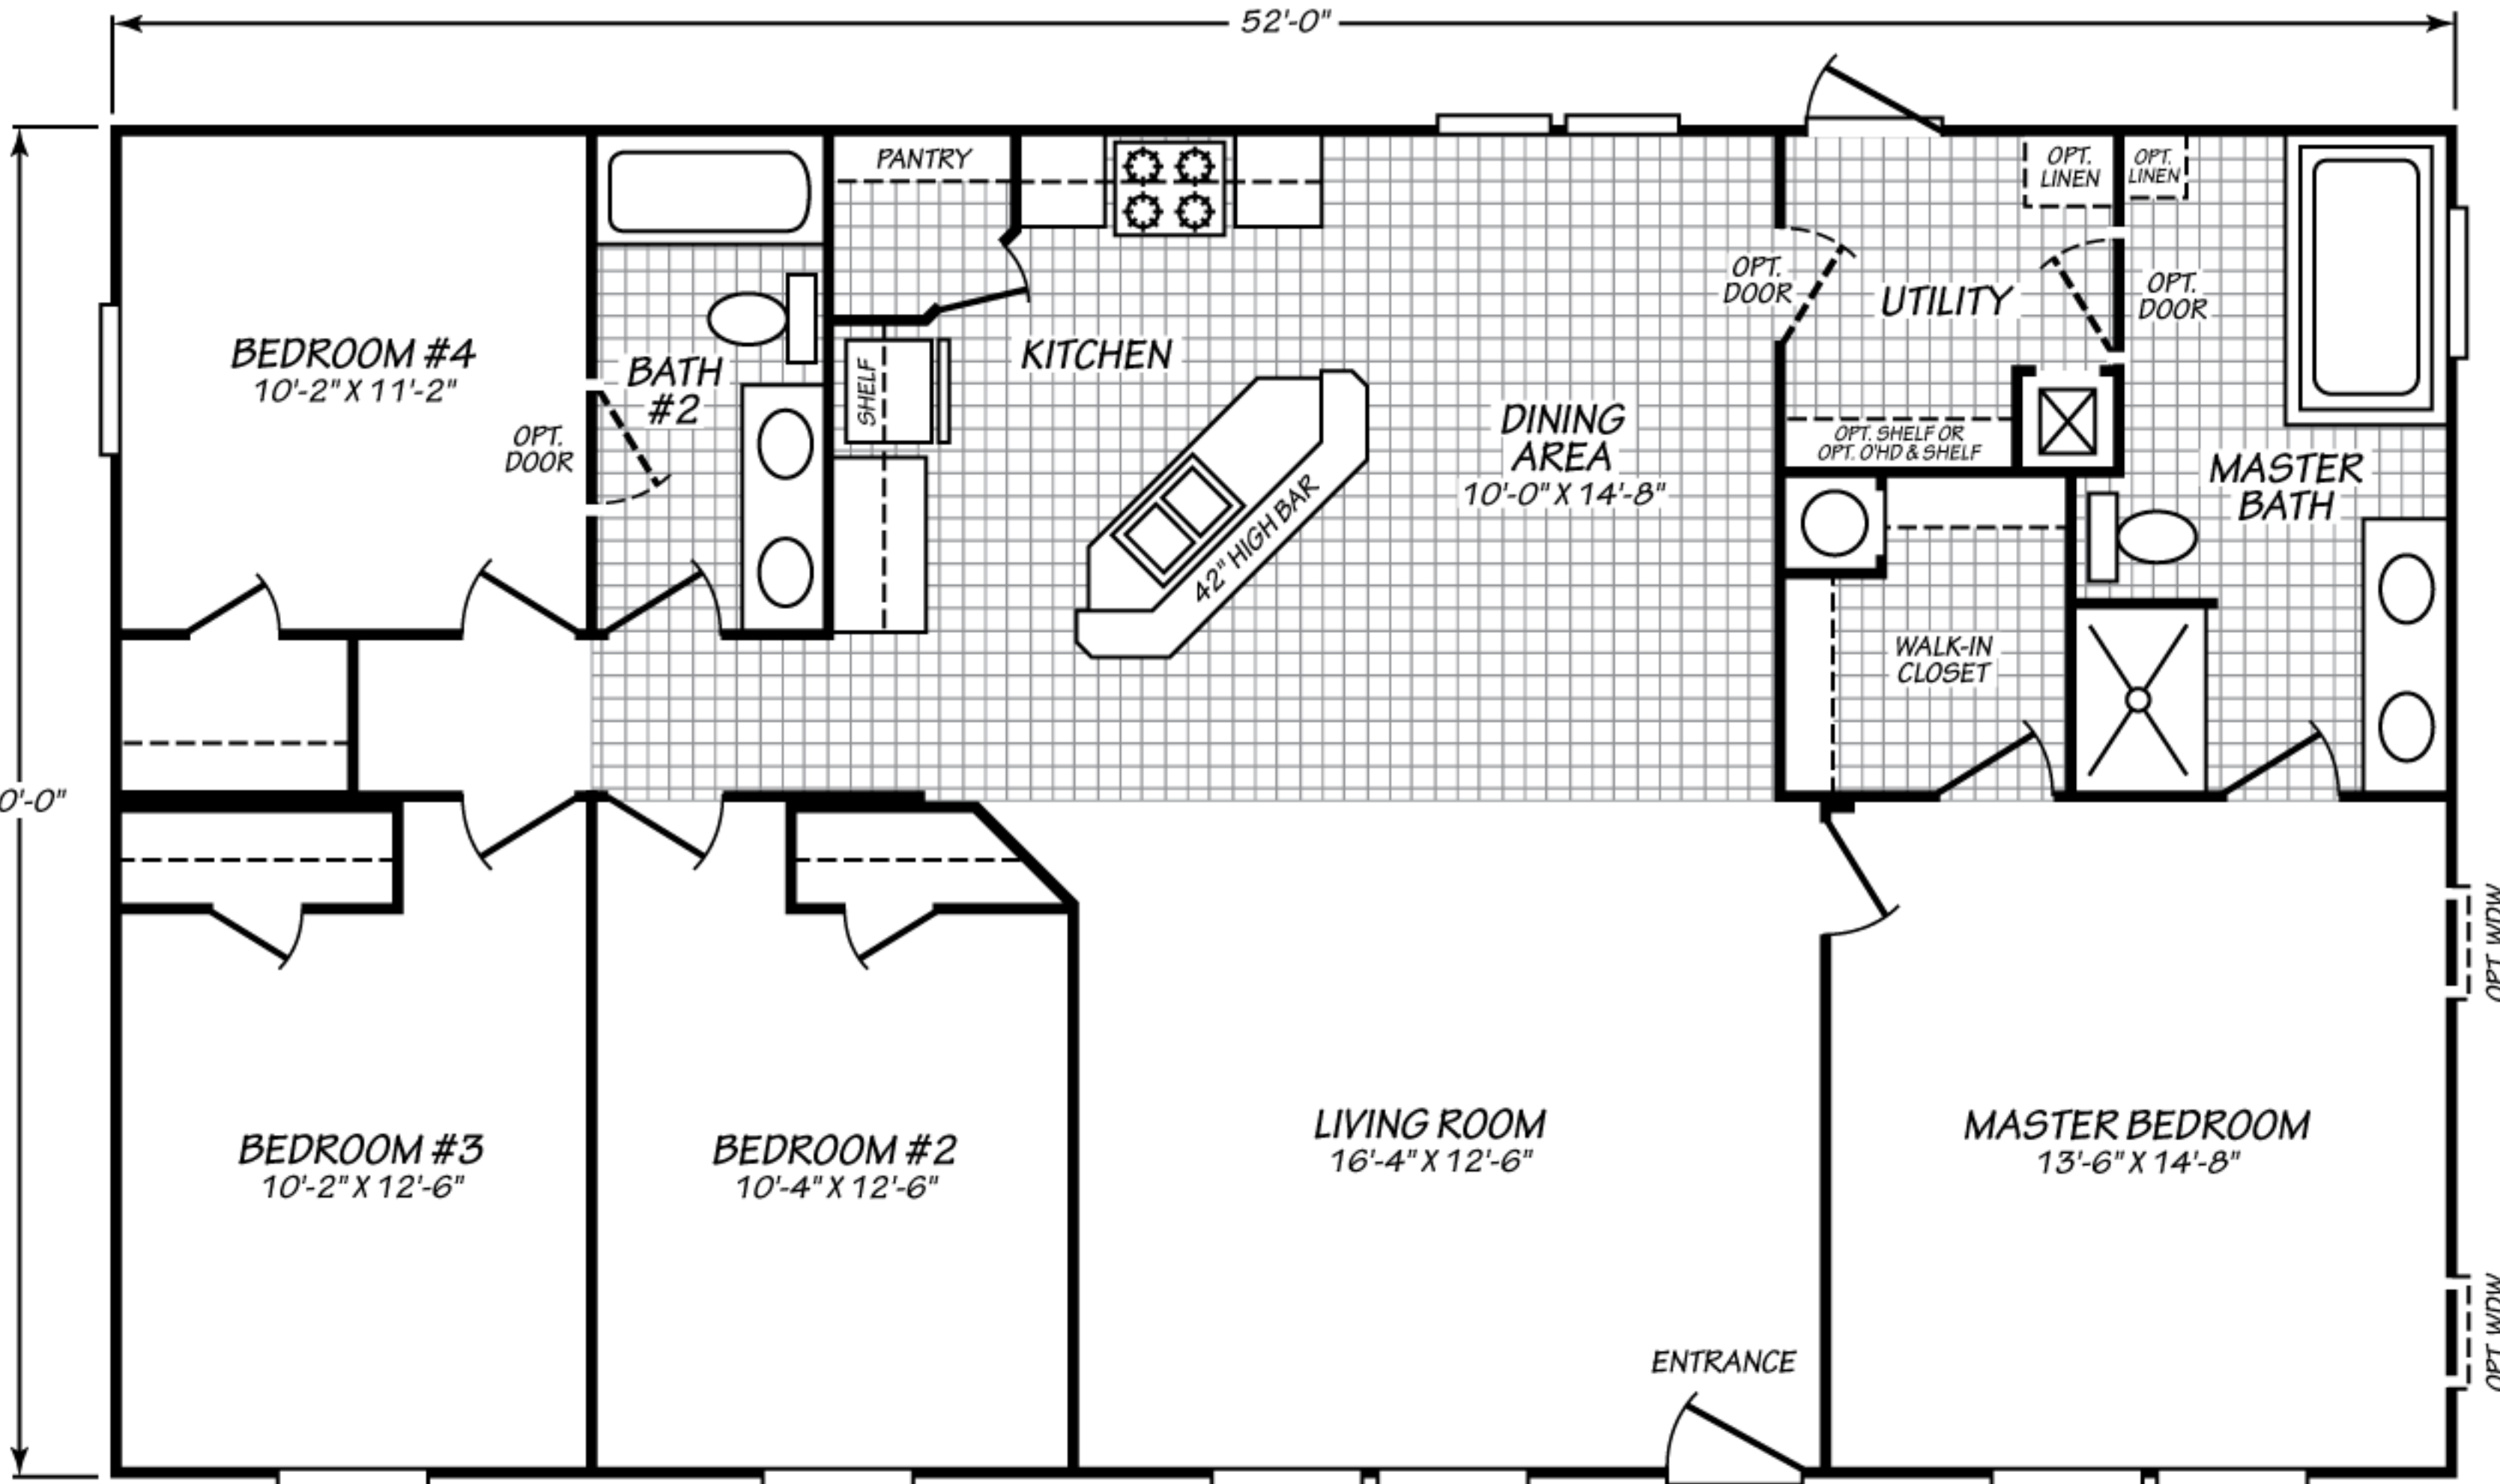 52'-0"
PANTRY
OPT.
LINEN
OPT.
LINEN
OPT.
DOOR
UTILITY
OPT.
DOOR
BEDROOM #4
10'-2" X 11'-2"
BATH
#2
SHELF
KITCHEN
OPT.
DOOR
DINING
AREA
10'-0" X 14'-8"
42" HIGH BAR
OPT. SHELF OR
OPT. O'HD & SHELF
MASTER
BATH
WALK-IN
CLOSET
0'-0"
OPT WDW
BEDROOM #3
10'-2" X 12'-6"
BEDROOM #2
10'-4" X 12'-6"
LIVING ROOM
16'-4" X 12'-6"
MASTER BEDROOM
13'-6" X 14'-8"
ENTRANCE
OPT WDW